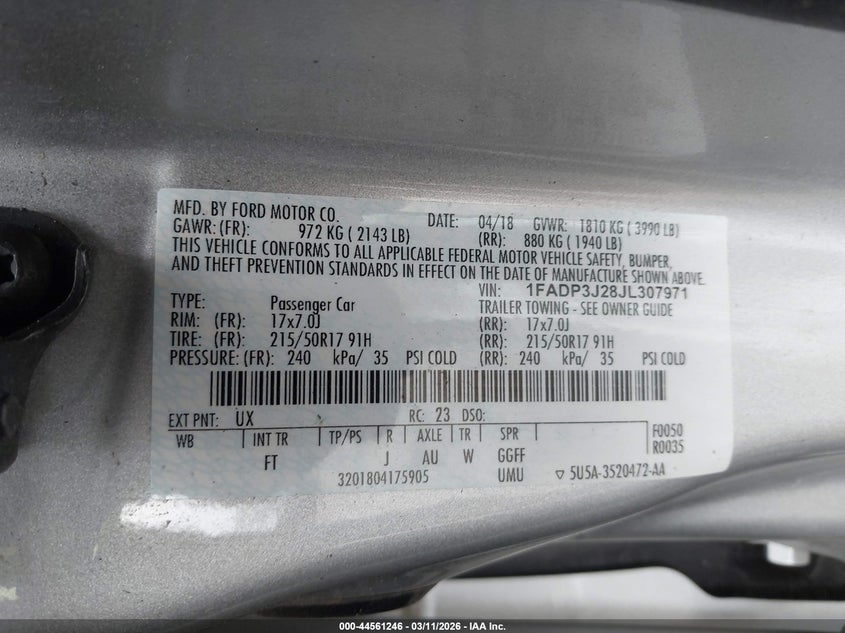 MFD. BY FORD MOTOR CO.
DATE: 04/18 GVWR: 1810 KG ( 3990 LB)
GAWR: (FR): 972 KG ( 2143 LB) (RR): 880 KG ( 1940 LB)
THIS VEHICLE CONFORMS TO ALL APPLICABLE FEDERAL MOTOR VEHICLE SAFETY, BUMPER,
AND THEFT PREVENTION STANDARDS IN EFFECT ON THE DATE OF MANUFACTURE SHOWN ABOVE.
VIN: 1FADP3J28JL307971
TYPE: Passenger Car TRAILER TOWING - SEE OWNER GUIDE
RIM: (FR): 17x7.0J (RR): 17x7.0J
TIRE: (FR): 215/50R17 91H (RR): 215/50R17 91H
PRESSURE: (FR): 240 kPa/ 35 PSI COLD (RR): 240 kPa/ 35 PSI COLD
EXT PNT: UX RC: 23 DSO:
WB INT TR TP/PS R AXLE TR SPR F0050
R0035
FT J AU W GGFF
3201804175905 UMU ▽ 5U5A-3520472-AA
000-44561246 - 03/11/2026 - IAA Inc.